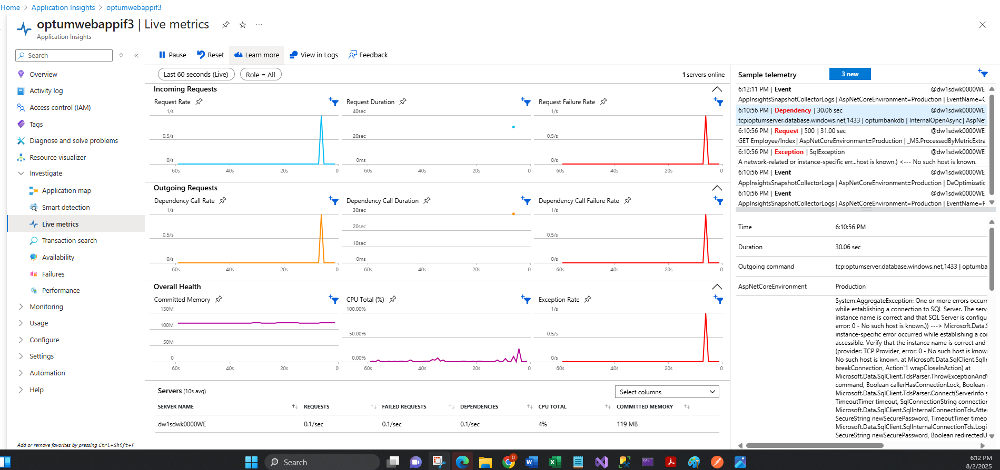 Home > Application Insights > optumwebappif3
optumwebappif3 | Live metrics
Application Insights
Search
Overview
Activity log
Access control (IAM)
Tags
Diagnose and solve problems
Resource visualizer
Investigate
Application map
Smart detection
Live metrics
Transaction search
Availability
Failures
Performance
Monitoring
Usage
Configure
Settings
Automation
Help
Add or remove favorites by pressing Ctrl+Shift+F
Pause Reset Learn more View in Logs Feedback
Last 60 seconds (Live) Role = All 1 servers online
Incoming Requests
Request Rate
1/s
0.5/s
0/s
60s 40s 20s 0
Request Duration
40sec
20sec
0ms
60s 40s 20s 0
Request Failure Rate
1/s
0.5/s
0/s
60s 40s 20s 0
Outgoing Requests
Dependency Call Rate
1/s
0.5/s
0/s
60s 40s 20s 0
Dependency Call Duration
30sec
20sec
10sec
0ms
60s 40s 20s 0
Dependency Call Failure Rate
1/s
0.5/s
0/s
60s 40s 20s 0
Overall Health
Committed Memory
150M
100M
50M
0
60s 40s 20s 0
CPU Total (%)
100.00%
50.00%
0.00%
60s 40s 20s 0
Exception Rate
1/s
0.5/s
0/s
60s 40s 20s 0
Servers (10s avg)
Select columns
SERVER NAME REQUESTS FAILED REQUESTS DEPENDENCIES CPU TOTAL COMMITTED MEMORY
dw1sdwk0000WE 0.1/sec 0.1/sec 0.1/sec 4% 119 MB
Sample telemetry 3 new
6:12:11 PM | Event @dw1sdwk0000WE
AppInsightsSnapshotCollectorLogs | AspNetCoreEnvironment=Production | EventName=
6:10:56 PM | Dependency | 30.06 sec @dw1sdwk0000WE
tcp:optumserver.database.windows.net,1433 | optumbankdb | InternalOpenAsync | AspNe
6:10:56 PM | Request | 500 | 31.00 sec @dw1sdwk0000WE
GET Employee/Index | AspNetCoreEnvironment=Production | _MS.ProcessedByMetricExtra
6:10:56 PM | Exception | SqlException @dw1sdwk0000WE
A network-related or instance-specific err...host is known.) <--- No such host is known.
6:10:56 PM | Event @dw1sdwk0000WE
AppInsightsSnapshotCollectorLogs | AspNetCoreEnvironment=Production | DeOptimizatic
6:10:56 PM | Event @dw1sdwk0000WE
AppInsightsSnapshotCollectorLogs | AspNetCoreEnvironment=Production | EventName=
Time 6:10:56 PM
Duration 30.06 sec
Outgoing command tcp:optumserver.database.windows.net,1433 | optumba
AspNetCoreEnvironment Production
System.AggregateException: One or more errors occurr
while establishing a connection to SQL Server. The serv
instance name is correct and that SQL Server is configu
error: 0 - No such host is known.)) ---> Microsoft.Data.S
instance-specific error occurred while establishing a co
accessible. Verify that the instance name is correct and
(provider: TCP Provider, error: 0 - No such host is know
No such host is known. at Microsoft.Data.SqlClient.SqlIn
breakConnection, Action`1 wrapCloseInAction) at
Microsoft.Data.SqlClient.TdsParser.ThrowExceptionAnd
command, Boolean callerHasConnectionLock, Boolean
Microsoft.Data.SqlClient.TdsParser.Connect(ServerInfo s
TimeoutTimer timeout, SqlConnectionString connection
Microsoft.Data.SqlClient.SqlInternalConnectionTds.Atte
SecureString newSecurePassword, TimeoutTimer timeo
Microsoft.Data.SqlClient.SqlInternalConnectionTds.Logi
SecureString newSecurePassword, Boolean redirectedU
Search
6:12 PM
8/2/2025